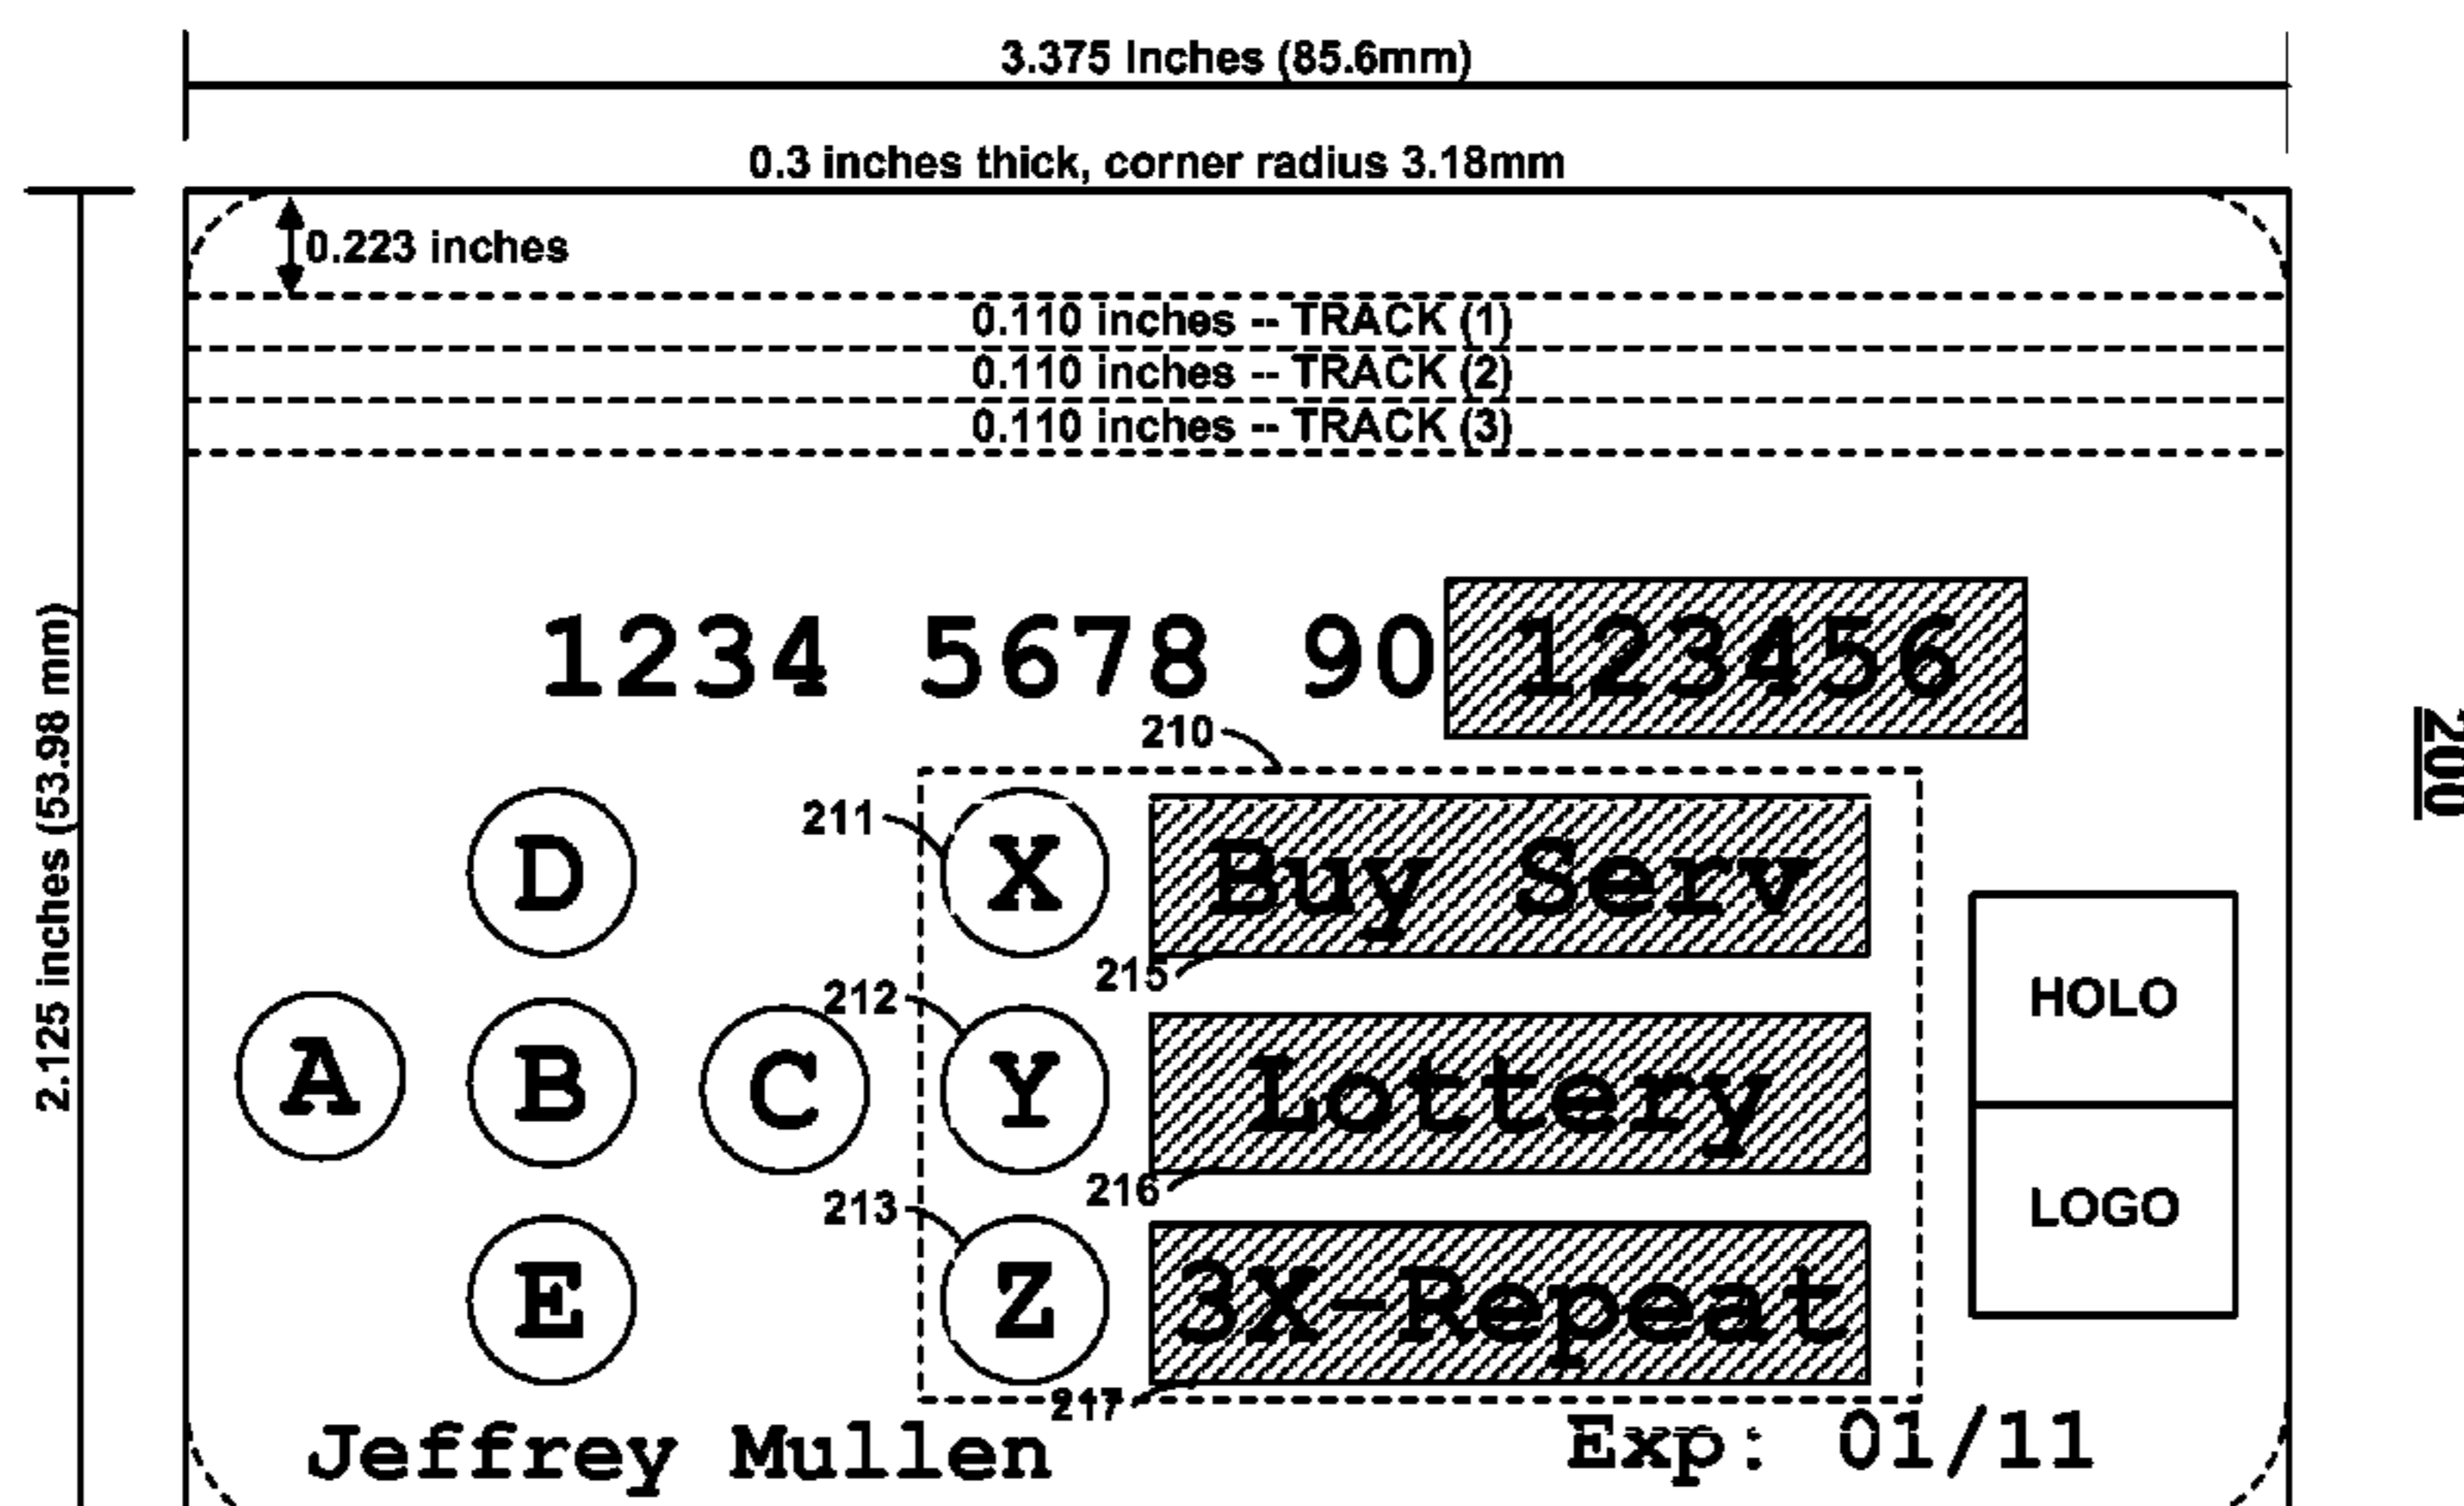 3.375 Inches (85.6mm)
0.3 inches thick, corner radius 3.18mm
0.223 inches
0.110 inches -- TRACK (1)
0.110 inches -- TRACK (2)
0.110 inches -- TRACK (3)
2.125 inches (53.98 mm)
1234 5678 90 123456
210
200
211
D
X
Buy Serv
215
212
A
B
C
Y
Lottery
216
HOLO
LOGO
213
E
Z
3X-Repeat
217
Jeffrey Mullen
Exp: 01/11